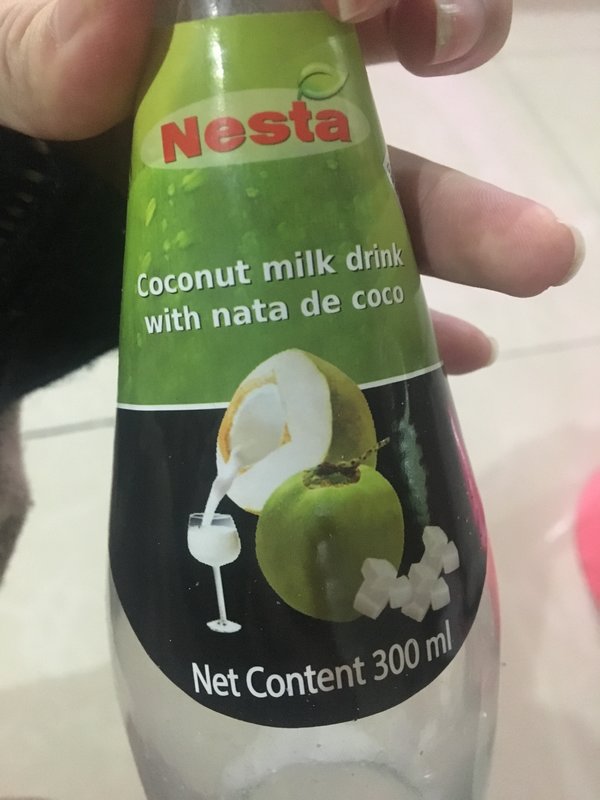 Nesta
Coconut milk drink
with nata de coco
Net Content 300 ml